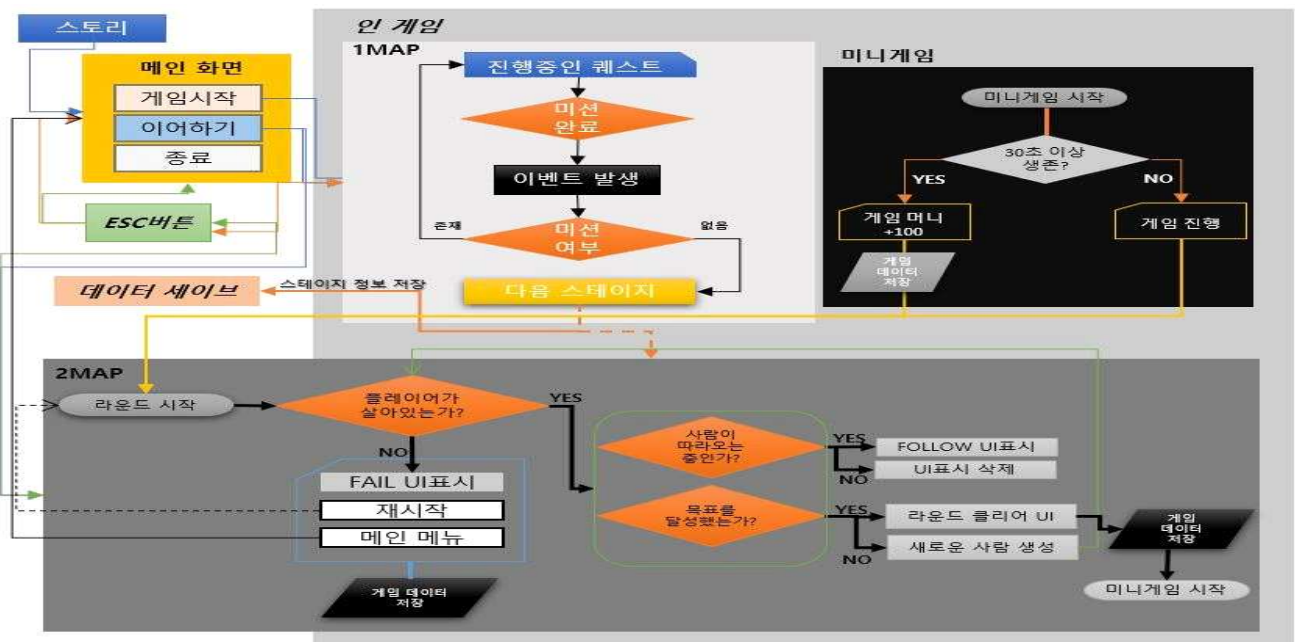 스토리
메인 화면
게임시작
이어하기
종료
ESC버튼
데이터 세이브
스테이지 정보 저장
인 게임
1MAP
진행중인 퀘스트
미션
완료
이벤트 발생
미션
여부
존재
없음
다음 스테이지
미니게임
미니게임 시작
30초 이상
생존?
YES
NO
게임 머니
+100
게임 진행
게임
데이터
저장
2MAP
라운드 시작
플레이어가
살아있는가?
YES
NO
FAIL UI표시
재시작
메인 메뉴
게임 데이터
저장
사람이
따라오는
중인가?
YES
FOLLOW UI표시
NO
UI표시 삭제
목표를
달성했는가?
YES
라운드 클리어 UI
NO
새로운 사람 생성
게임
데이터
저장
미니게임 시작